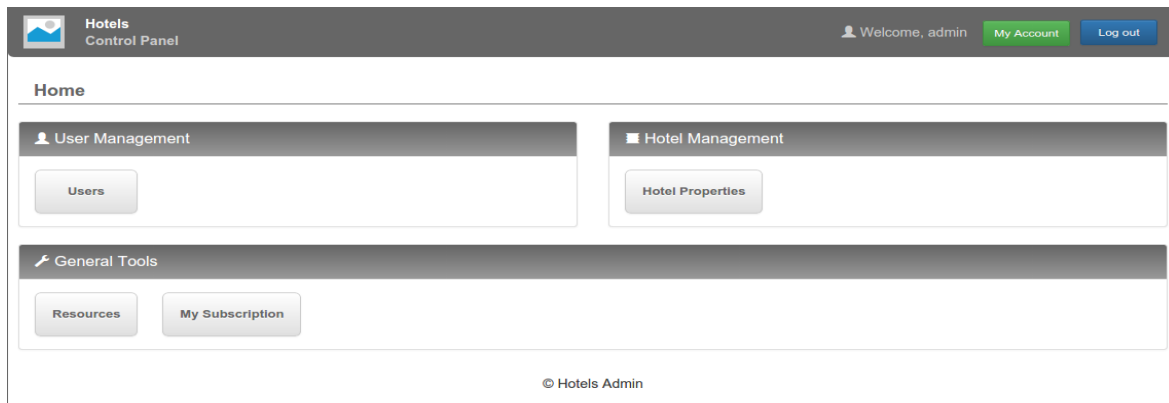 Hotels
Control Panel
Welcome, admin
My Account
Log out
Home
User Management
Hotel Management
Users
Hotel Properties
General Tools
Resources
My Subscription
© Hotels Admin